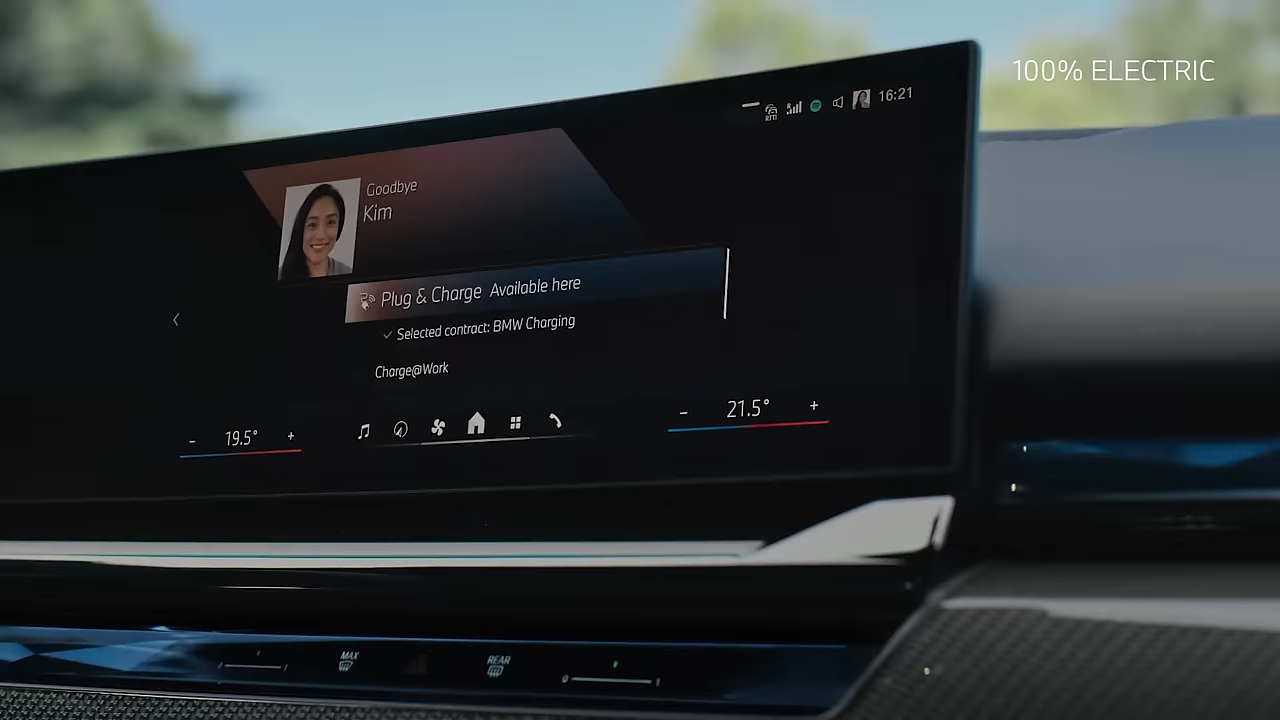 100% ELECTRIC
RTTI
16:21
Goodbye
Kim
Plug & Charge Available here
Selected contract: BMW Charging
Charge@Work
- 19.5° +
- 21.5° +
MAX
REAR